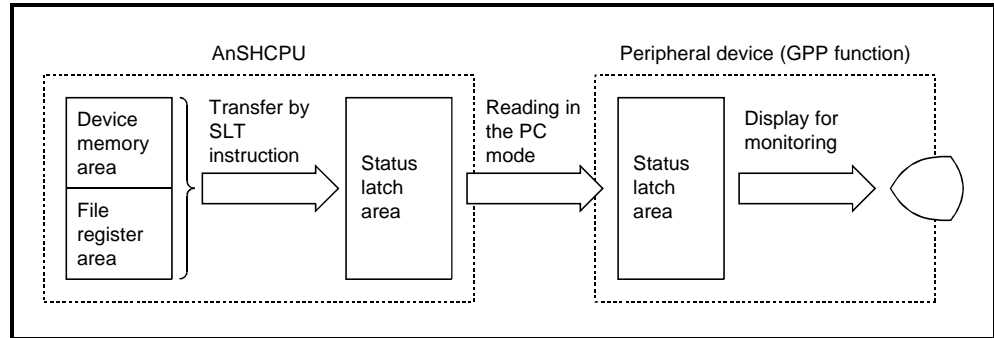 AnSHCPU
Peripheral device (GPP function)
Device
memory
area
File
register
area
Transfer by
SLT
instruction
Status
latch
area
Reading in
the PC
mode
Status
latch
area
Display for
monitoring